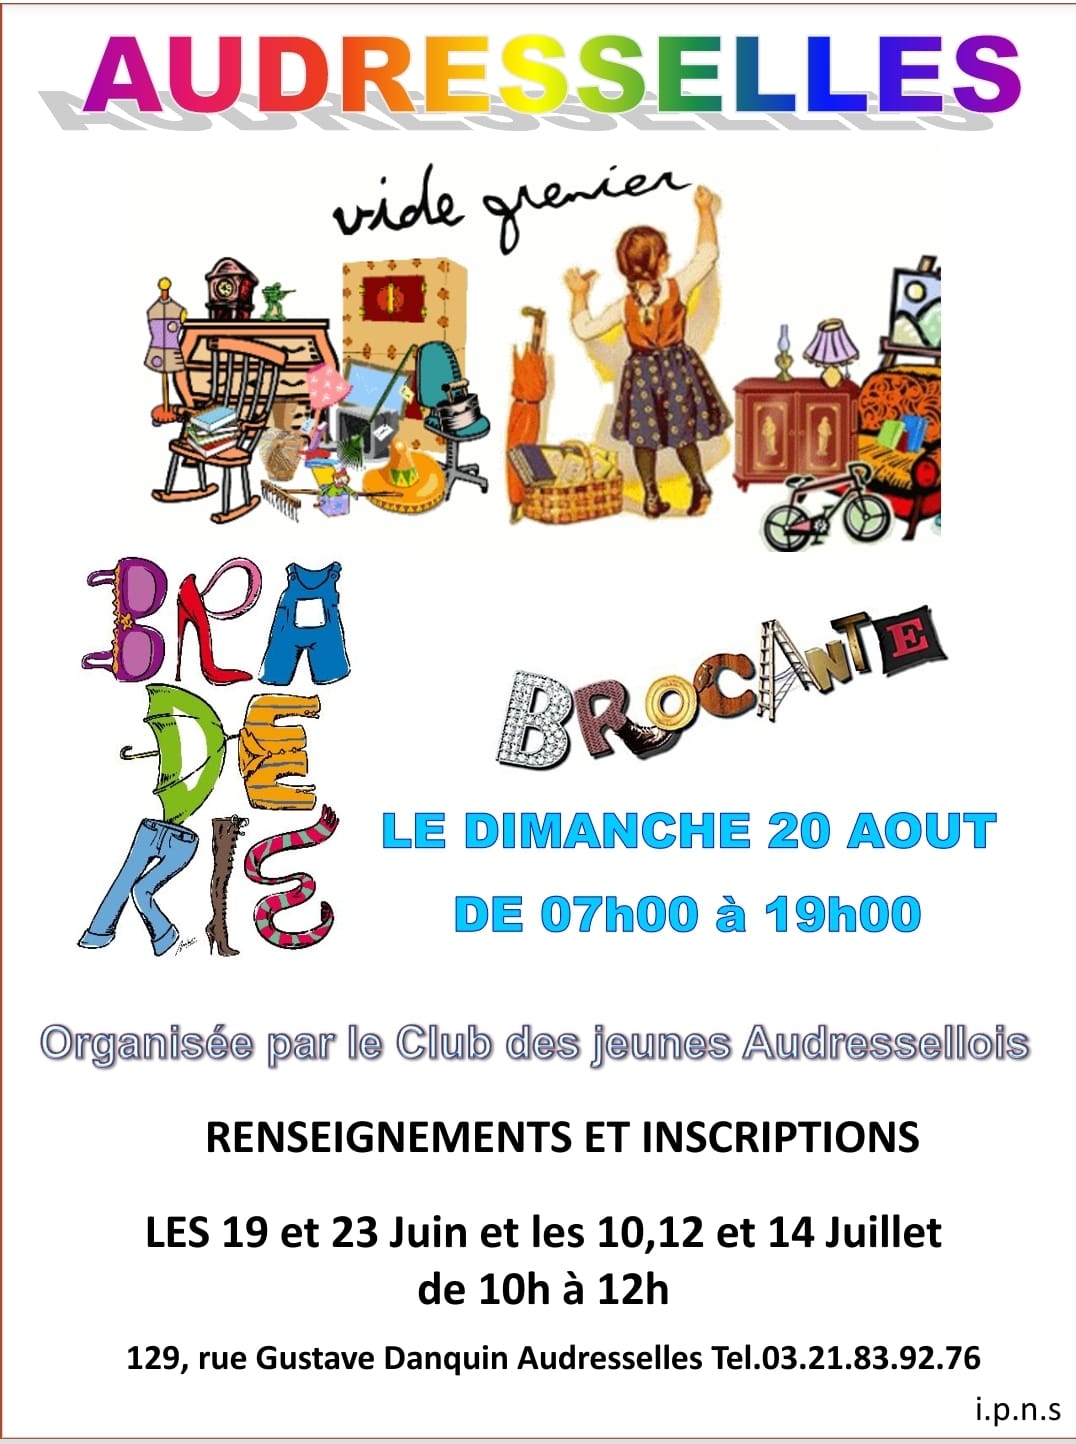 AUDRESSELLES
vide grenier
BRA
DE
RIE
BROCANTE
LE DIMANCHE 20 AOUT
DE 07h00 à 19h00
Organisée par le Club des jeunes Audressellois
RENSEIGNEMENTS ET INSCRIPTIONS
LES 19 et 23 Juin et les 10,12 et 14 Juillet
de 10h à 12h
129, rue Gustave Danquin Audresselles Tel.03.21.83.92.76
i.p.n.s